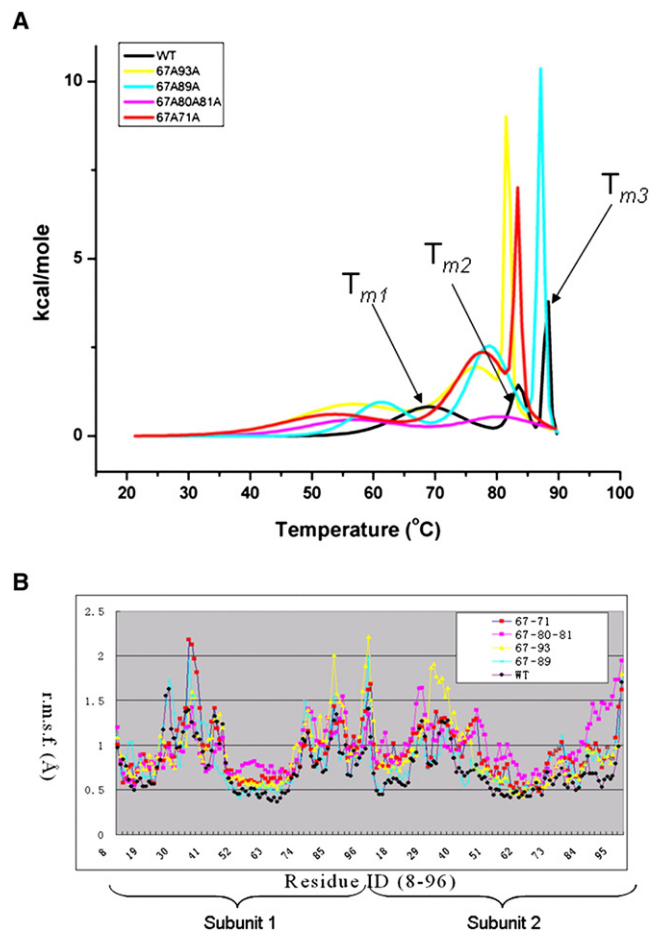 A
WT
67A93A
67A89A
67A80A81A
67A71A
10
5
0
kcal/mole
Tm1
Tm2
Tm3
20 30 40 50 60 70 80 90 100
Temperature (°C)
B
2.5
2
1.5
1
0.5
0
r.m.s.f. (Å)
67-71
67-80-81
67-93
67-89
WT
8 19 30 41 52 63 74 85 96 18 29 40 51 62 73 84 95
Residue ID (8-96)
Subunit 1
Subunit 2